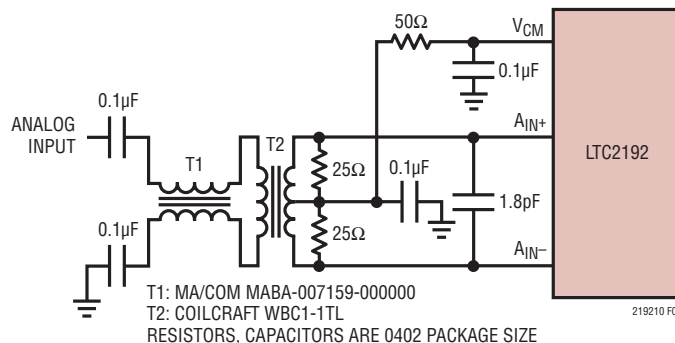 50Ω
VCM
0.1µF
0.1µF
ANALOG
INPUT
T1
T2
AIN+
LTC2192
25Ω
0.1µF
1.8pF
25Ω
0.1µF
AIN–
T1: MA/COM MABA-007159-000000
T2: COILCRAFT WBC1-1TL
RESISTORS, CAPACITORS ARE 0402 PACKAGE SIZE